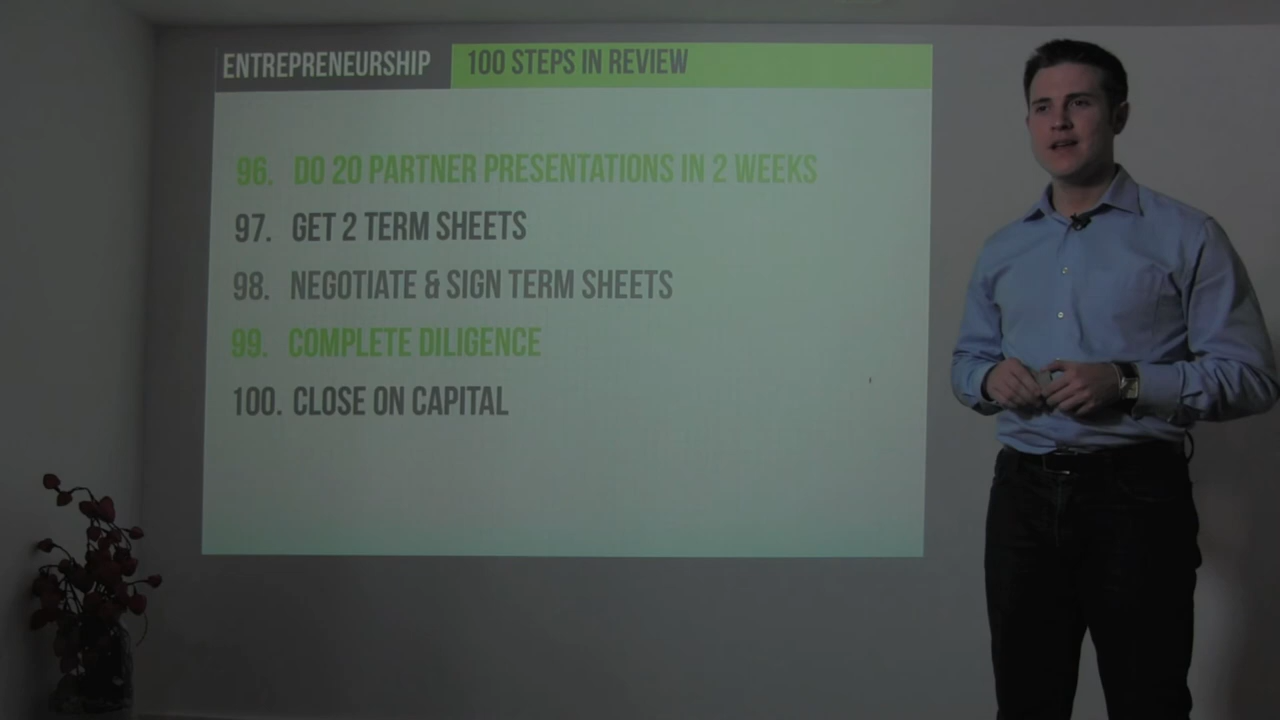 ENTREPRENEURSHIP 100 STEPS IN REVIEW
96. DO 20 PARTNER PRESENTATIONS IN 2 WEEKS
97. GET 2 TERM SHEETS
98. NEGOTIATE & SIGN TERM SHEETS
99. COMPLETE DILIGENCE
100. CLOSE ON CAPITAL